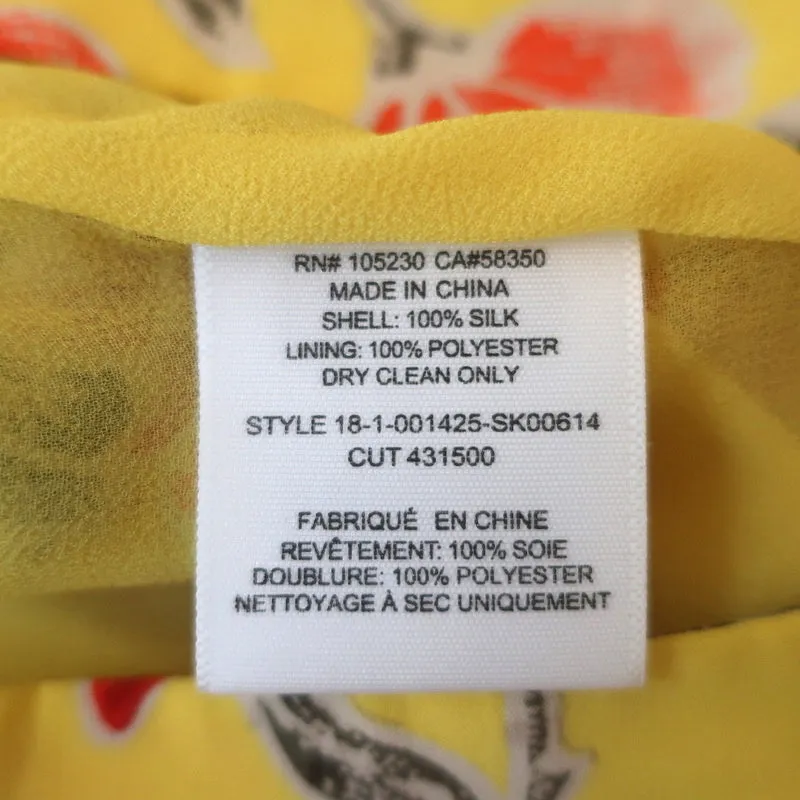 RN# 105230 CA#58350
MADE IN CHINA
SHELL: 100% SILK
LINING: 100% POLYESTER
DRY CLEAN ONLY
STYLE 18-1-001425-SK00614
CUT 431500
FABRIQUÉ EN CHINE
REVÊTEMENT: 100% SOIE
DOUBLURE: 100% POLYESTER
NETTOYAGE À SEC UNIQUEMENT